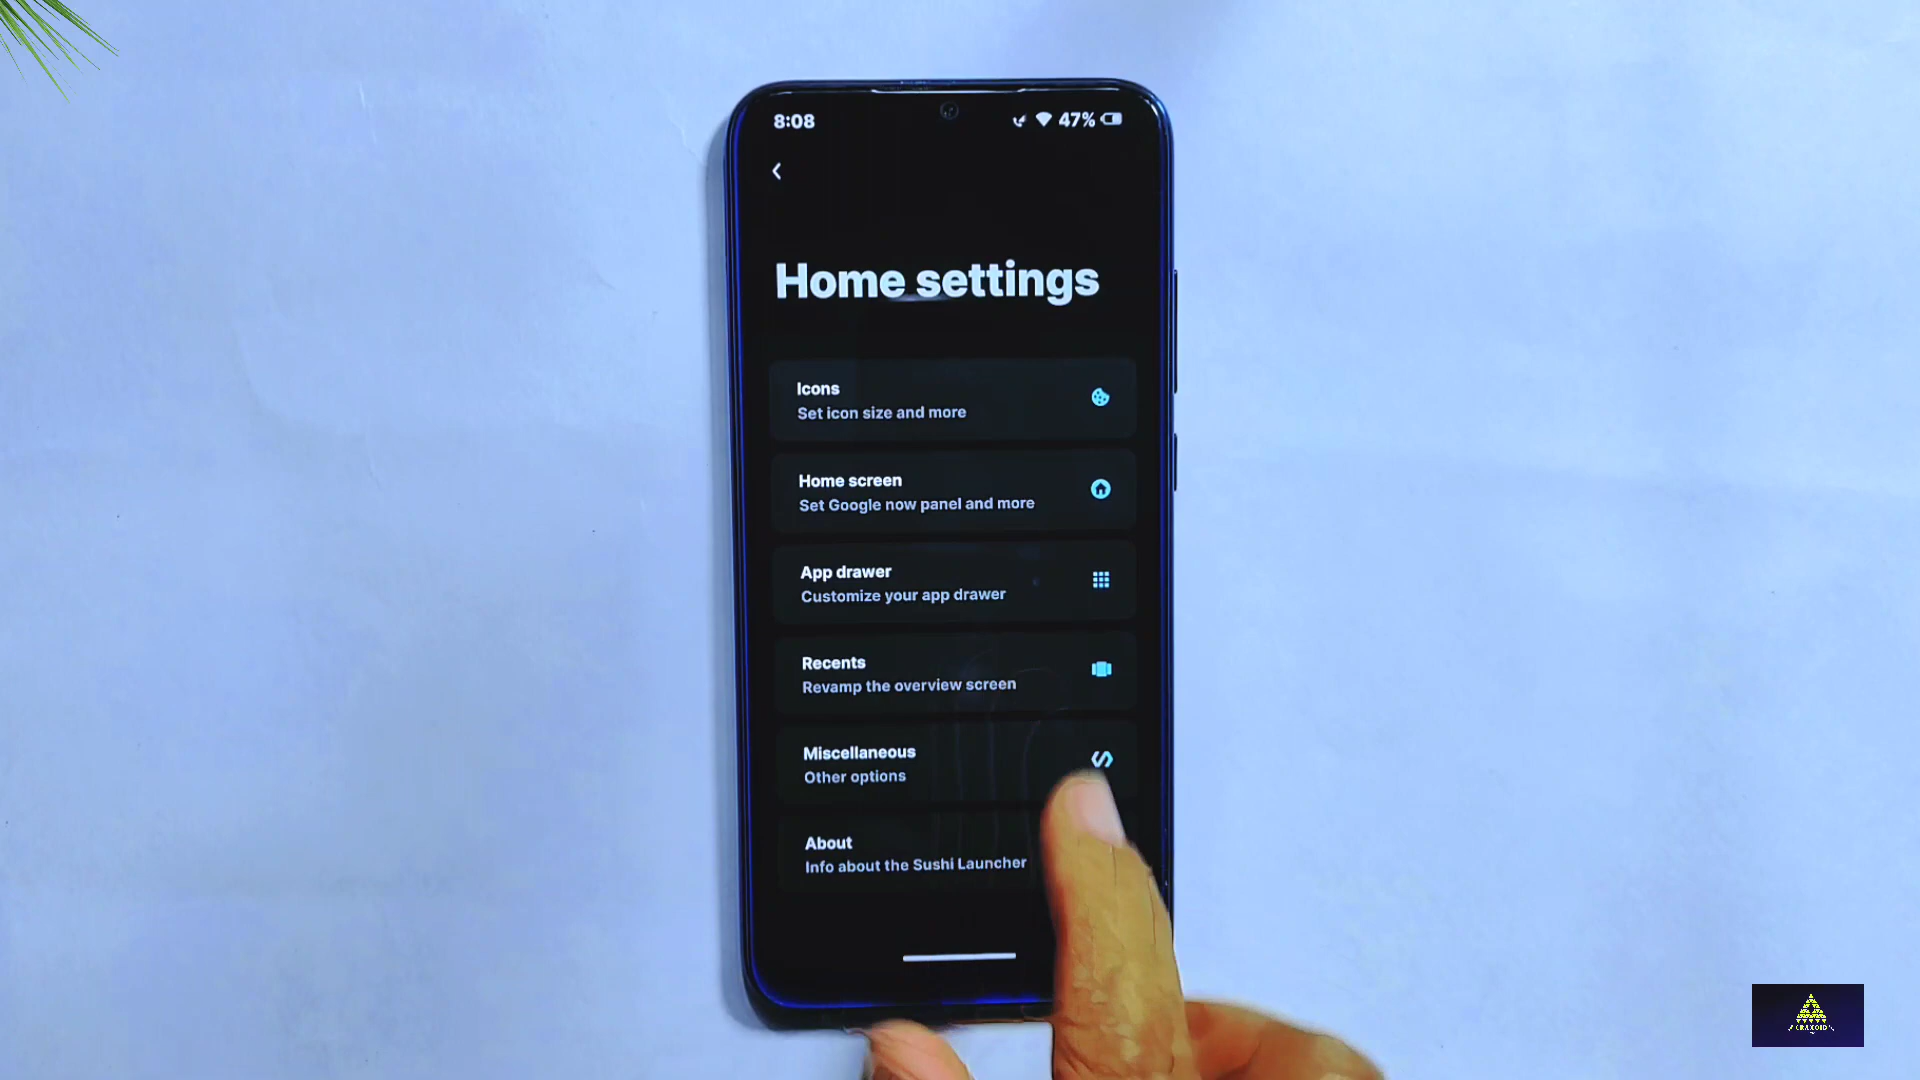 8:08
47%
Home settings
Icons
Set icon size and more
Home screen
Set Google now panel and more
App drawer
Customize your app drawer
Recents
Revamp the overview screen
Miscellaneous
Other options
About
Info about the Sushi Launcher
CRAXOID